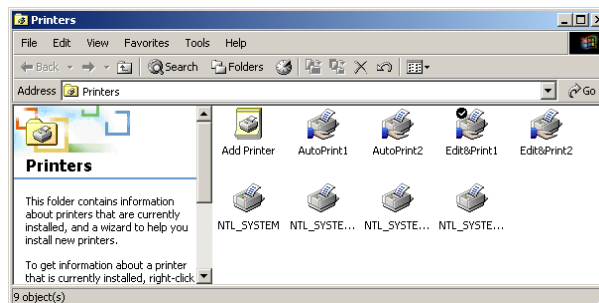 Printers
File Edit View Favorites Tools Help
Back Search Folders
Address Printers Go
Add Printer AutoPrint1 AutoPrint2 Edit&Print1 Edit&Print2
Printers
This folder contains information
about printers that are currently
installed, and a wizard to help you
install new printers.
NTL_SYSTEM NTL_SYSTE... NTL_SYSTE... NTL_SYSTE...
To get information about a printer
that is currently installed, right-click
9 object(s)